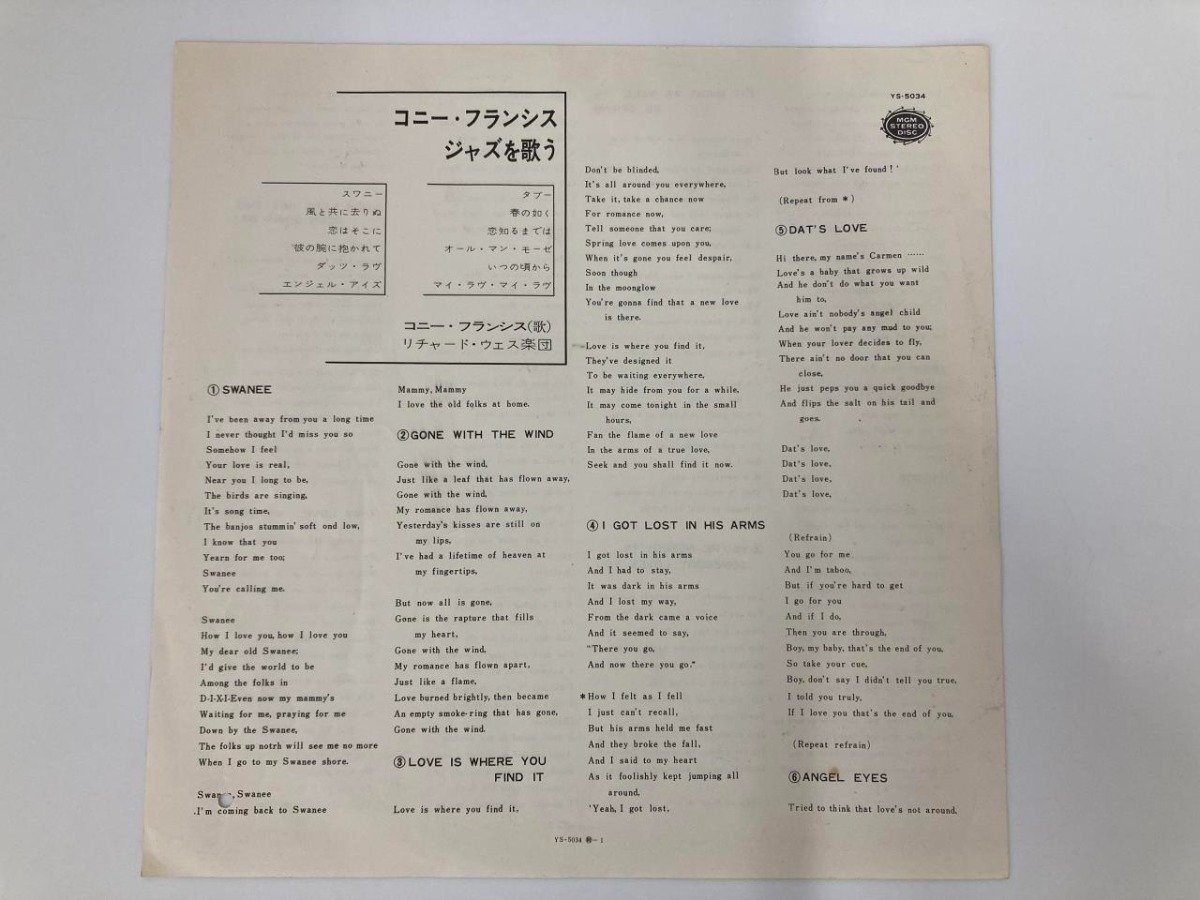 YS-5034
MGM
STEREO
DISC
コニー・フランシス
ジャズを歌う
スワニー
風と共に去りぬ
恋はそこに
彼の腕に抱かれて
ダッツ・ラヴ
エンジェル・アイズ
タブー
春の如く
恋知るまでは
オール・マン・モーゼ
いつの頃から
マイ・ラヴ・マイ・ラヴ
コニー・フランシス(歌)
リチャード・ウェス楽団
①SWANEE
I've been away from you a long time
I never thought I'd miss you so
Somehow I feel
Your love is real,
Near you I long to be,
The birds are singing,
It's song time,
The banjos stummin' soft ond low,
I know that you
Yearn for me too;
Swanee
You're calling me.
Swanee
How I love you, how I love you
My dear old Swanee;
I'd give the world to be
Among the folks in
D-I-X-I-Even now my mammy's
Waiting for me, praying for me
Down by the Swanee,
The folks up notrh will see me no more
When I go to my Swanee shore.
Swanee, Swanee
I'm coming back to Swanee
Mammy, Mammy
I love the old folks at home.
②GONE WITH THE WIND
Gone with the wind,
Just like a leaf that has flown away,
Gone with the wind,
My romance has flown away,
Yesterday's kisses are still on
my lips,
I've had a lifetime of heaven at
my fingertips,
But now all is gone,
Gone is the rapture that fills
my heart,
Gone with the wind,
My romance has flown apart,
Just like a flame,
Love burned brightly, then became
An empty smoke-ring that has gone,
Gone with the wind.
③LOVE IS WHERE YOU
FIND IT
Love is where you find it,
Don't be blinded,
It's all around you everywhere,
Take it, take a chance now
For romance now,
Tell someone that you care;
Spring love comes upon you,
When it's gone you feel despair,
Soon though
In the moonglow
You're gonna find that a new love
is there.
Love is where you find it,
They've designed it
To be waiting everywhere,
It may hide from you for a while,
It may come tonight in the small
hours,
Fan the flame of a new love
In the arms of a true love,
Seek and you shall find it now.
④I GOT LOST IN HIS ARMS
I got lost in his arms
And I had to stay,
It was dark in his arms
And I lost my way,
From the dark came a voice
And it seemed to say,
"There you go,
And now there you go."
*How I felt as I fell
I just can't recall,
But his arms held me fast
And they broke the fall,
And I said to my heart
As it foolishly kept jumping all
around,
'Yeah, I got lost,
But look what I've found!'
(Repeat from *)
⑤DAT'S LOVE
Hi there, my name's Carmen ……
Love's a baby that grows up wild
And he don't do what you want
him to,
Love ain't nobody's angel child
And he won't pay any mud to you;
When your lover decides to fly,
There ain't no door that you can
close,
He just peps you a quick goodbye
And flips the salt on his tail and
goes.
Dat's love,
Dat's love,
Dat's love,
Dat's love,
(Refrain)
You go for me
And I'm taboo,
But if you're hard to get
I go for you
And if I do,
Then you are through,
Boy, my baby, that's the end of you,
So take your cue,
Boy, don't say I didn't tell you true,
I told you truly,
If I love you that's the end of you,
(Repeat refrain)
⑥ANGEL EYES
Tried to think that love's not around,
YS-5034 - 1